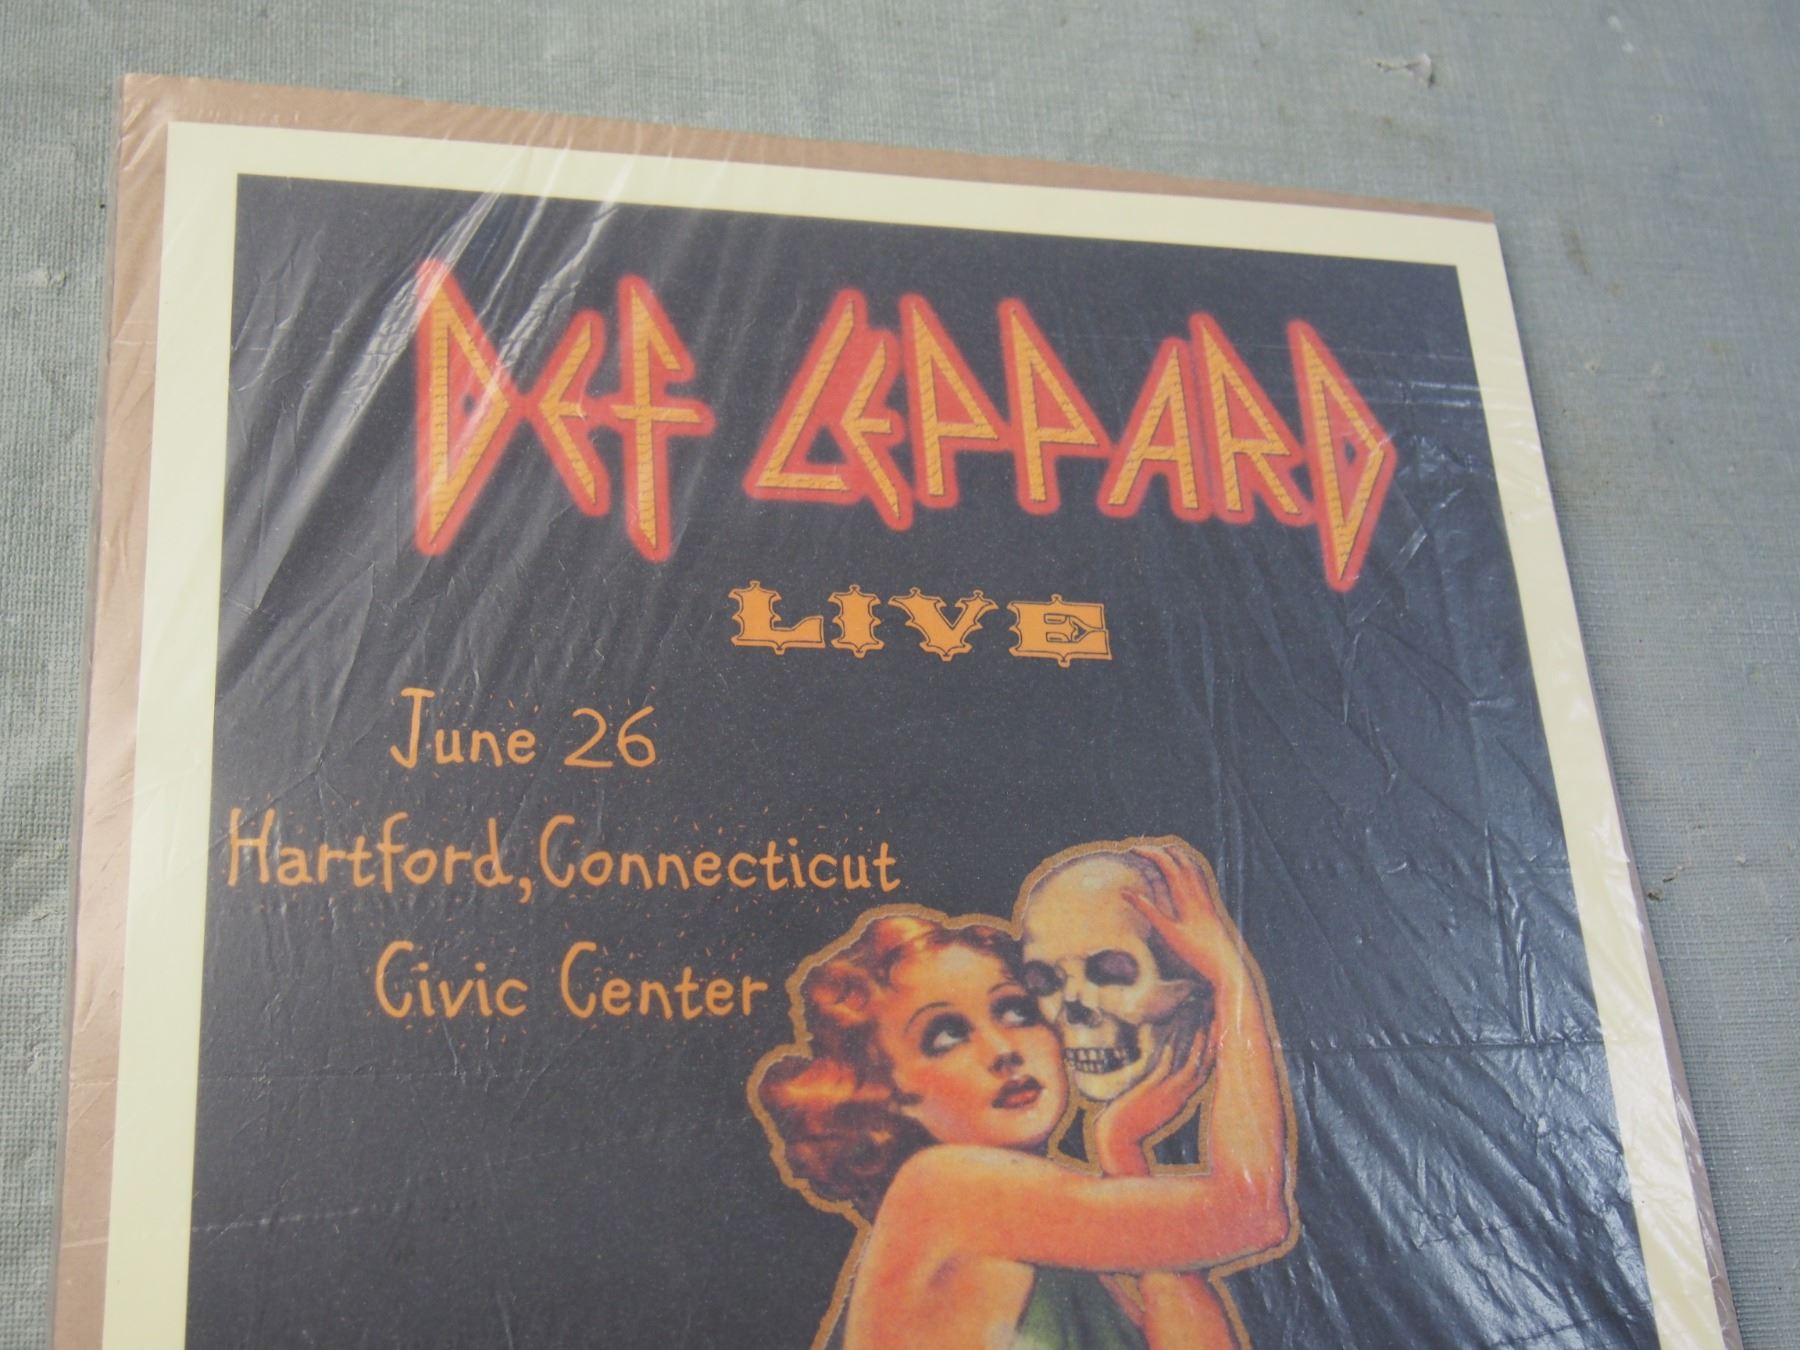 DEF LEPPARD
LIVE
June 26
Hartford, Connecticut
Civic Center